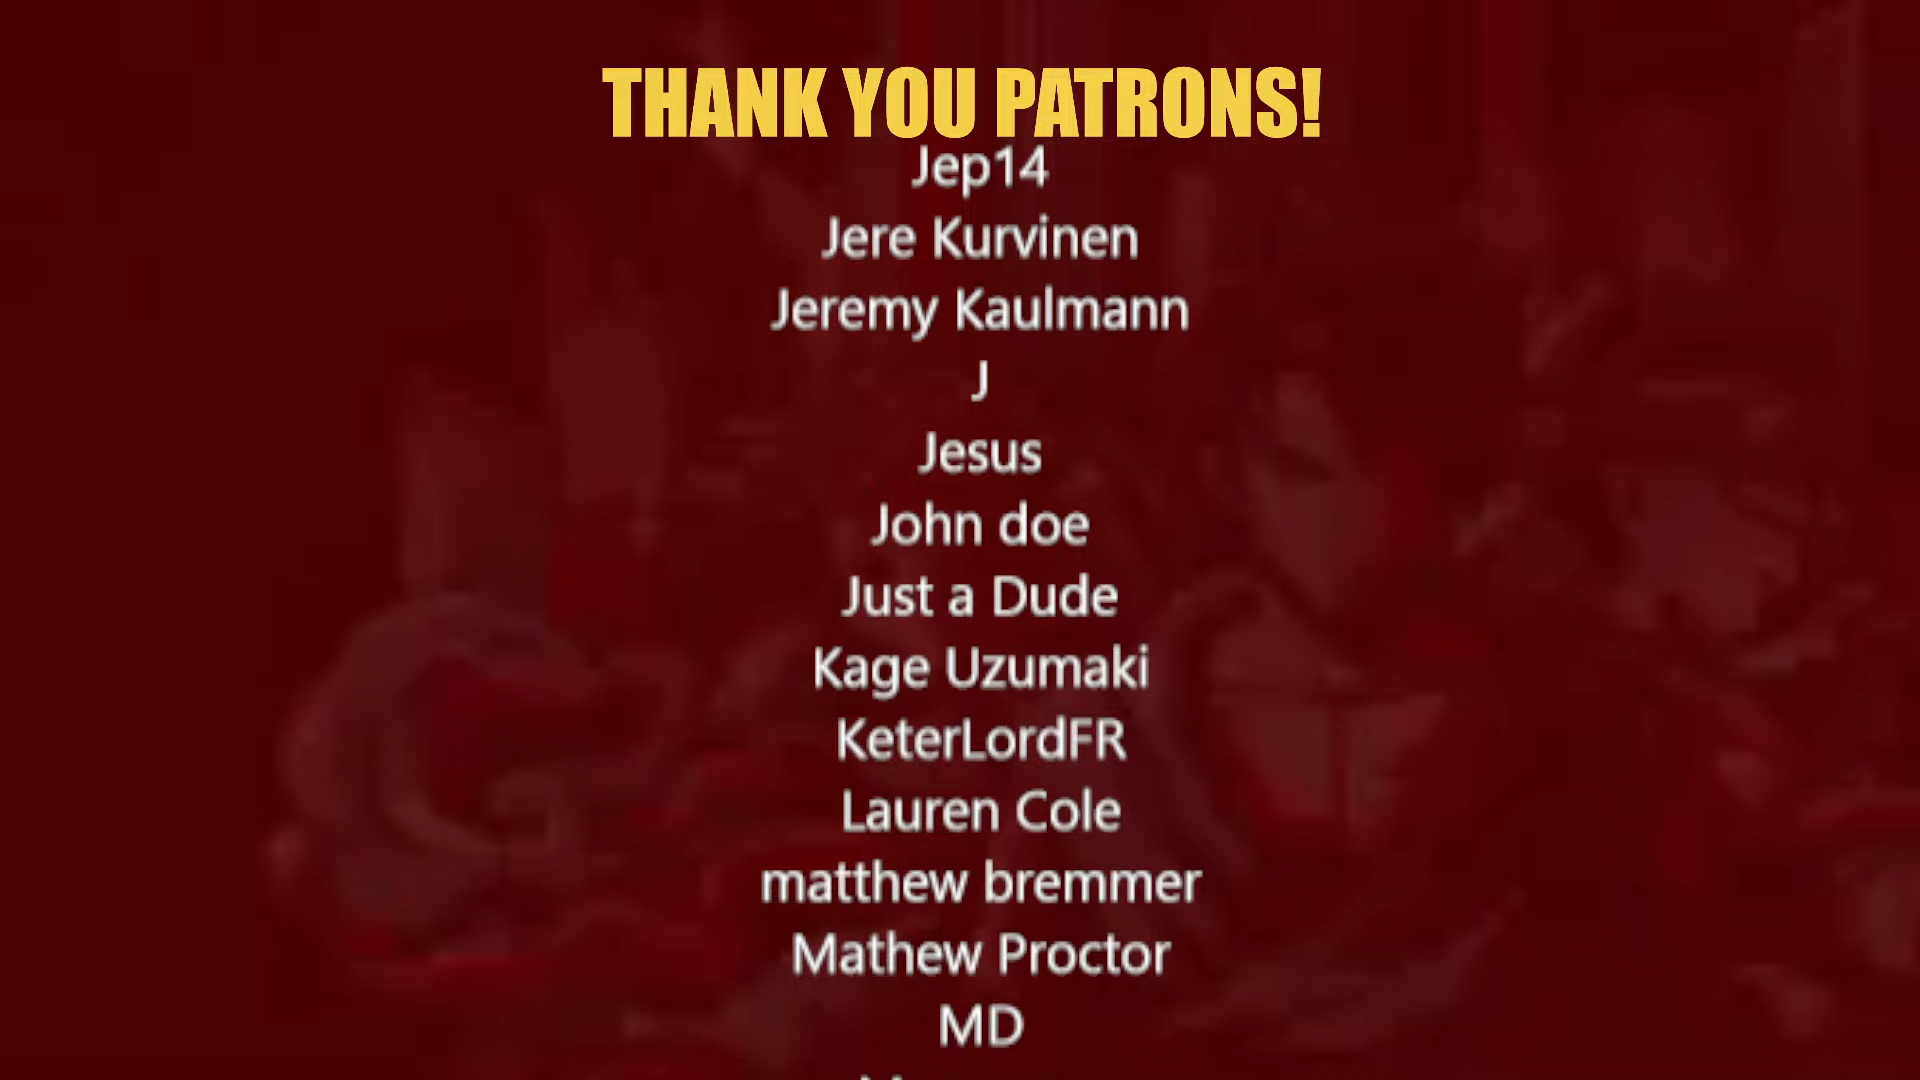 THANK YOU PATRONS!
Jep14
Jere Kurvinen
Jeremy Kaulmann
J
Jesus
John doe
Just a Dude
Kage Uzumaki
KeterLordFR
Lauren Cole
matthew bremmer
Mathew Proctor
MD